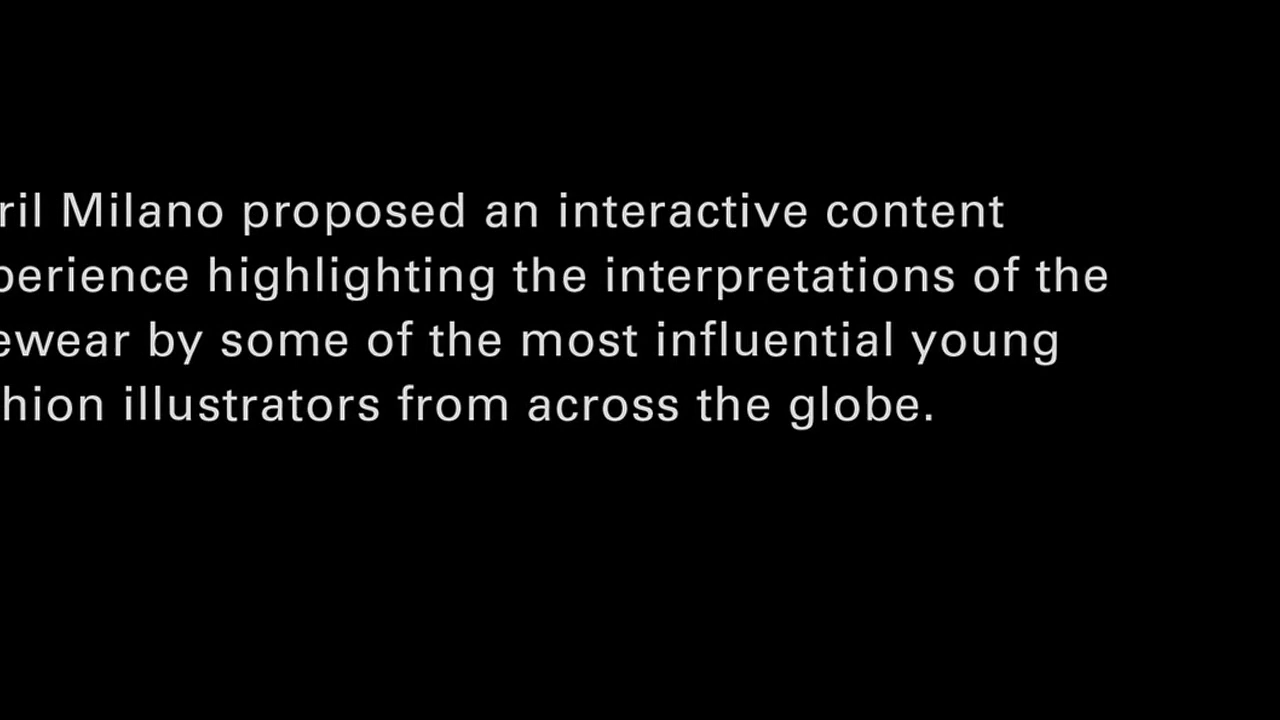 ril Milano proposed an interactive content
perience highlighting the interpretations of the
ewear by some of the most influential young
hion illustrators from across the globe.